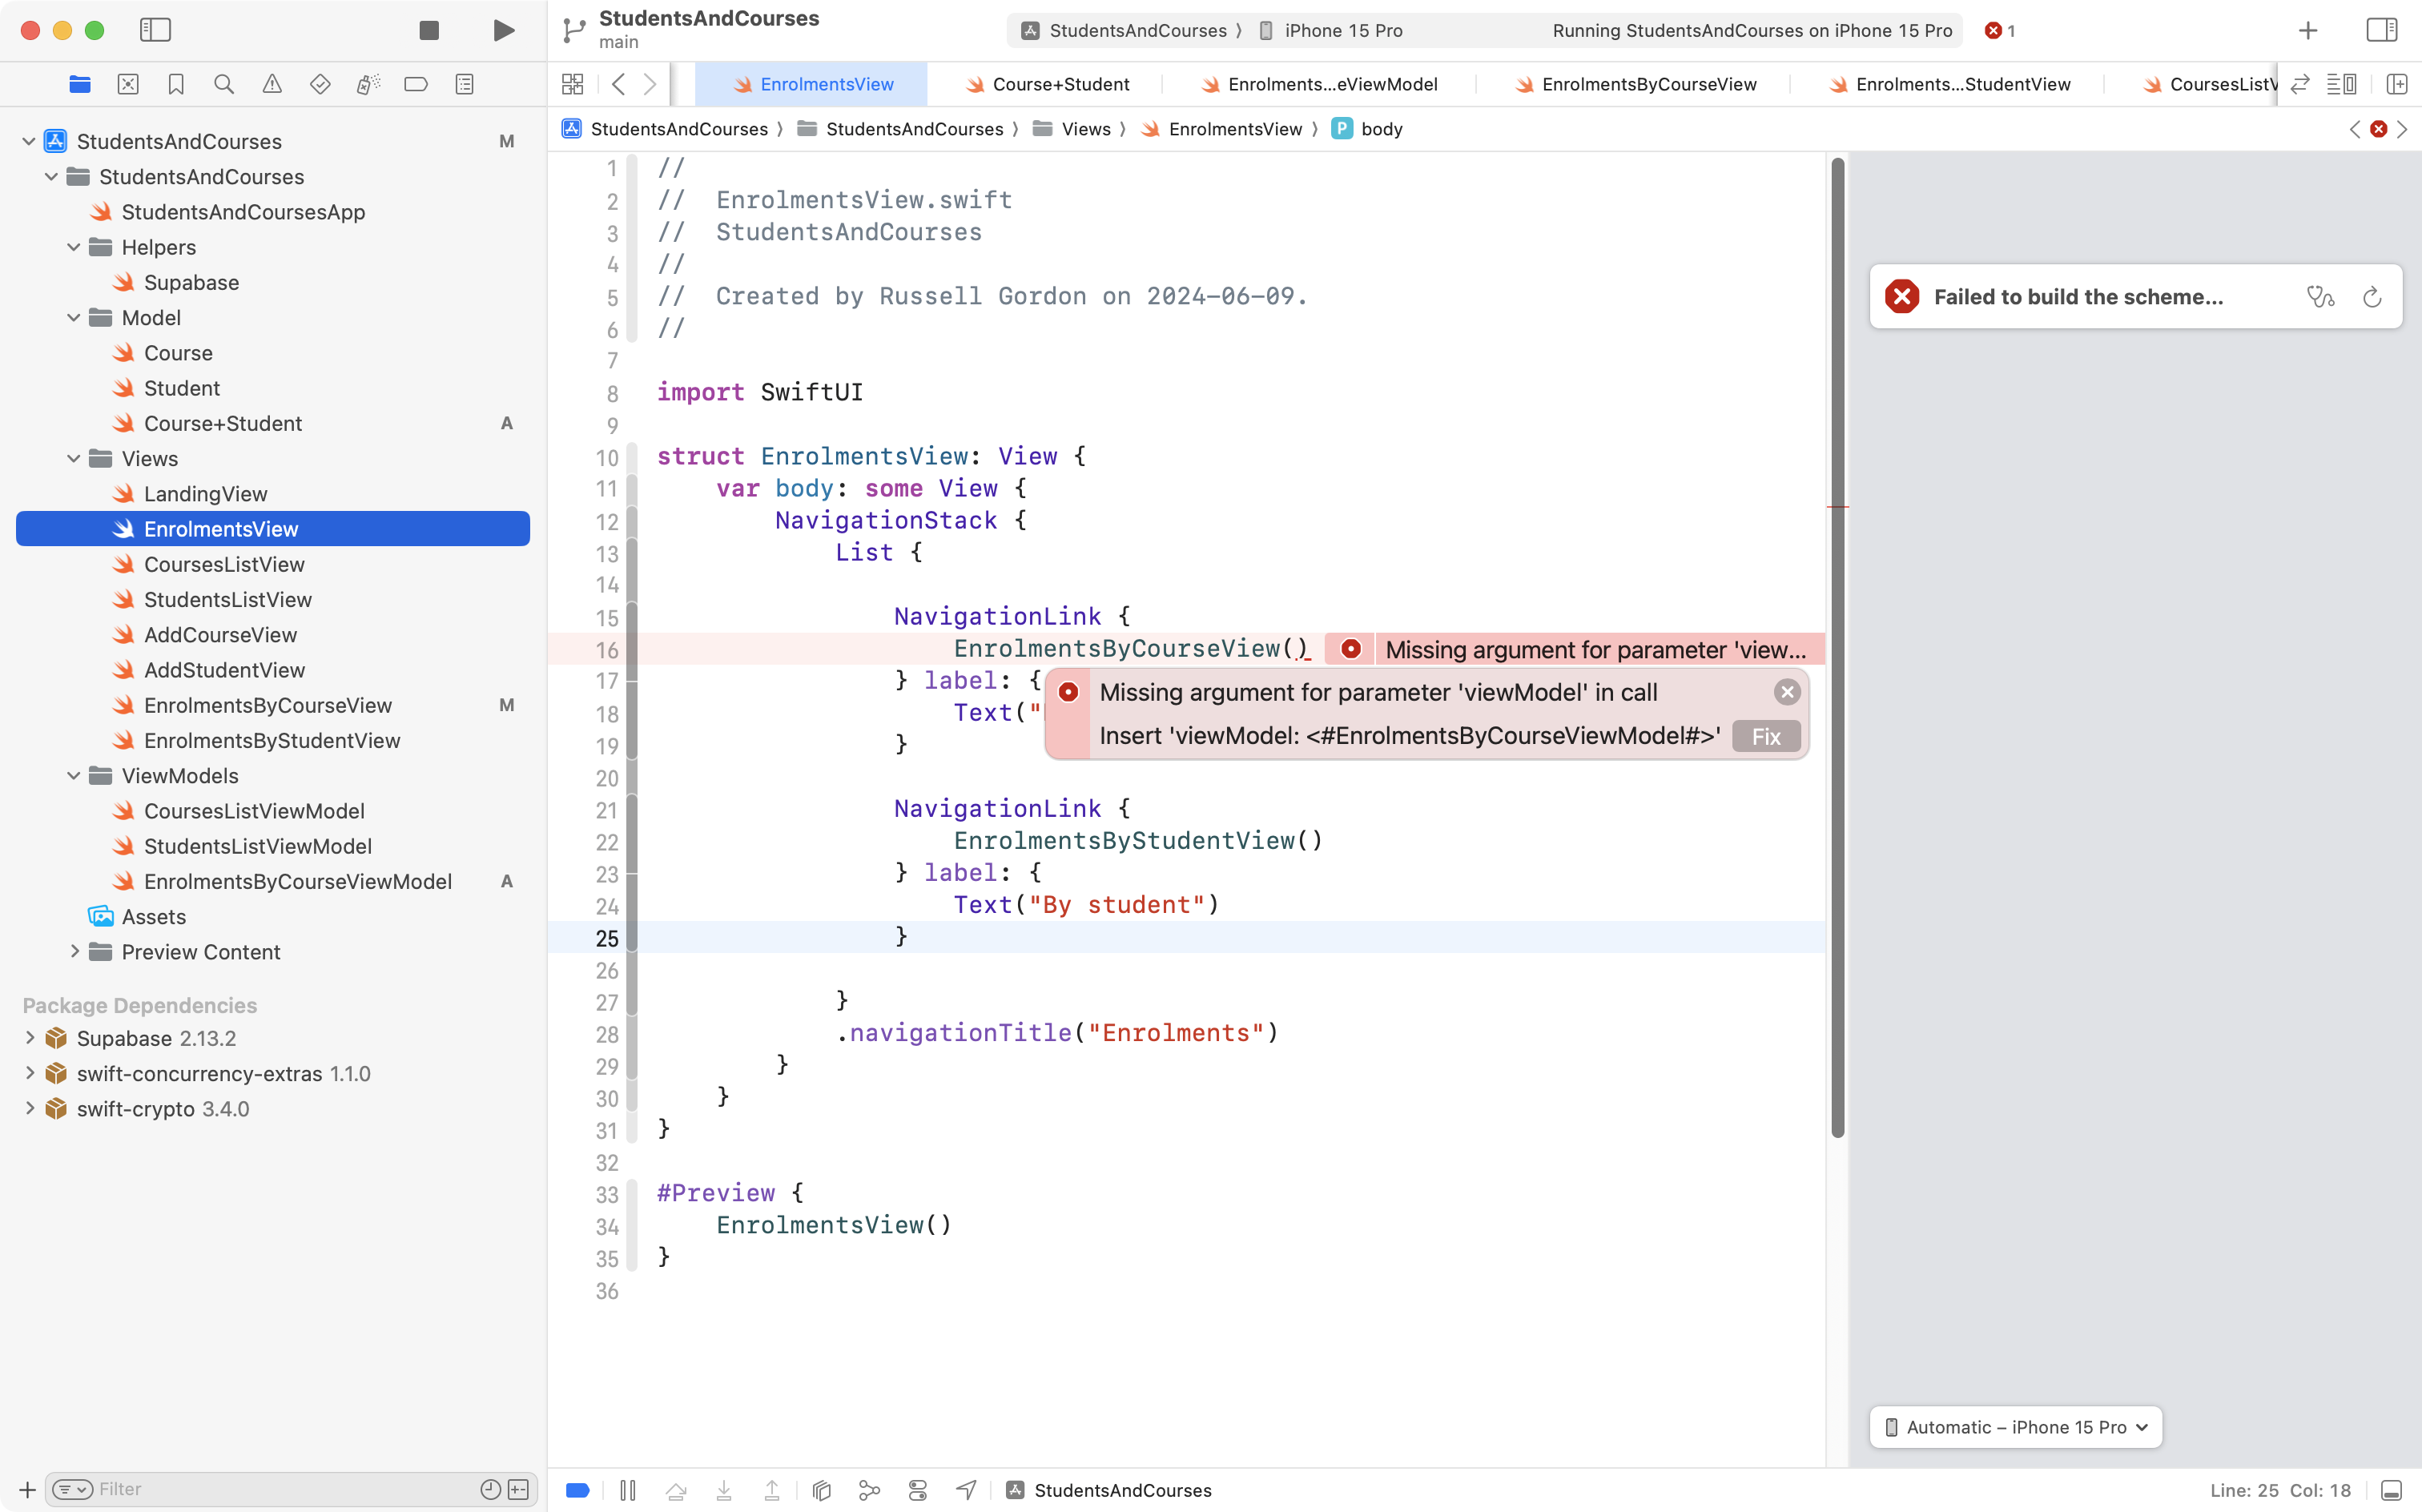 StudentsAndCourses
main
StudentsAndCourses 〉 iPhone 15 Pro
Running StudentsAndCourses on iPhone 15 Pro
1
EnrolmentsView
Course+Student
Enrolments...eViewModel
EnrolmentsByCourseView
Enrolments...StudentView
CoursesListV
StudentsAndCourses 〉 StudentsAndCourses 〉 Views 〉 EnrolmentsView 〉 P body
StudentsAndCourses M
StudentsAndCourses
StudentsAndCoursesApp
Helpers
Supabase
Model
Course
Student
Course+Student A
Views
LandingView
EnrolmentsView
CoursesListView
StudentsListView
AddCourseView
AddStudentView
EnrolmentsByCourseView M
EnrolmentsByStudentView
ViewModels
CoursesListViewModel
StudentsListViewModel
EnrolmentsByCourseViewModel A
Assets
Preview Content
Package Dependencies
Supabase 2.13.2
swift-concurrency-extras 1.1.0
swift-crypto 3.4.0
Filter
1 //
2 // EnrolmentsView.swift
3 // StudentsAndCourses
4 //
5 // Created by Russell Gordon on 2024-06-09.
6 //
7
8 import SwiftUI
9
10 struct EnrolmentsView: View {
11 var body: some View {
12 NavigationStack {
13 List {
14
15 NavigationLink {
16 EnrolmentsByCourseView() Missing argument for parameter 'view...
17 } label: {
Missing argument for parameter 'viewModel' in call
18 Text("
Insert 'viewModel: <#EnrolmentsByCourseViewModel#>' Fix
19 }
20
21 NavigationLink {
22 EnrolmentsByStudentView()
23 } label: {
24 Text("By student")
25 }
26
27 }
28 .navigationTitle("Enrolments")
29 }
30 }
31 }
32
33 #Preview {
34 EnrolmentsView()
35 }
36
Failed to build the scheme...
Automatic – iPhone 15 Pro
StudentsAndCourses
Line: 25 Col: 18